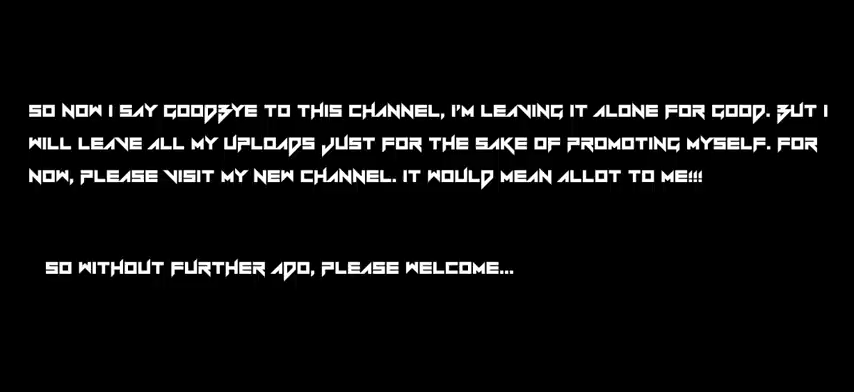 SO NOW I SAY GOODBYE TO THIS CHANNEL, I'M LEAVING IT ALONE FOR GOOD. BUT I
WILL LEAVE ALL MY UPLOADS JUST FOR THE SAKE OF PROMOTING MYSELF. FOR
NOW, PLEASE VISIT MY NEW CHANNEL. IT WOULD MEAN ALLOT TO ME!!!
SO WITHOUT FURTHER ADO, PLEASE WELCOME...